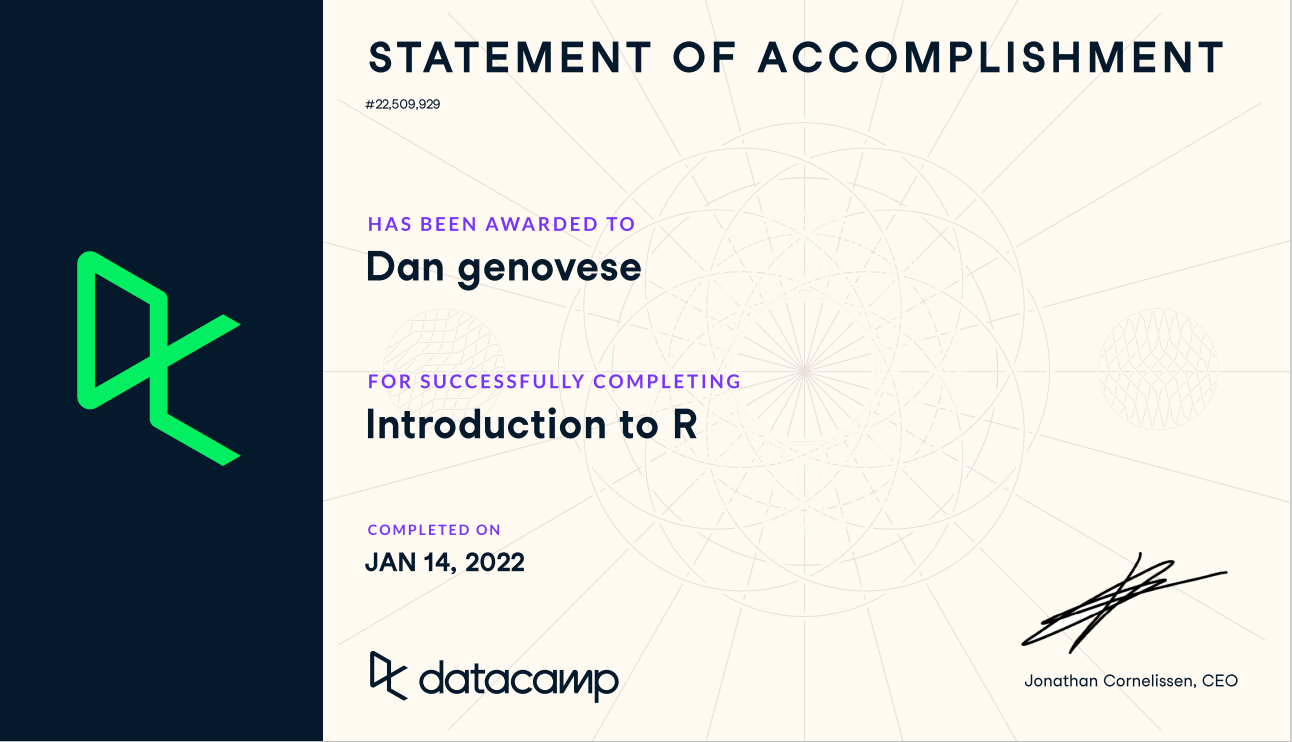 STATEMENT OF ACCOMPLISHMENT
#22,509,929
HAS BEEN AWARDED TO
Dan genovese
FOR SUCCESSFULLY COMPLETING
Introduction to R
COMPLETED ON
JAN 14, 2022
datacamp
Jonathan Cornelissen, CEO